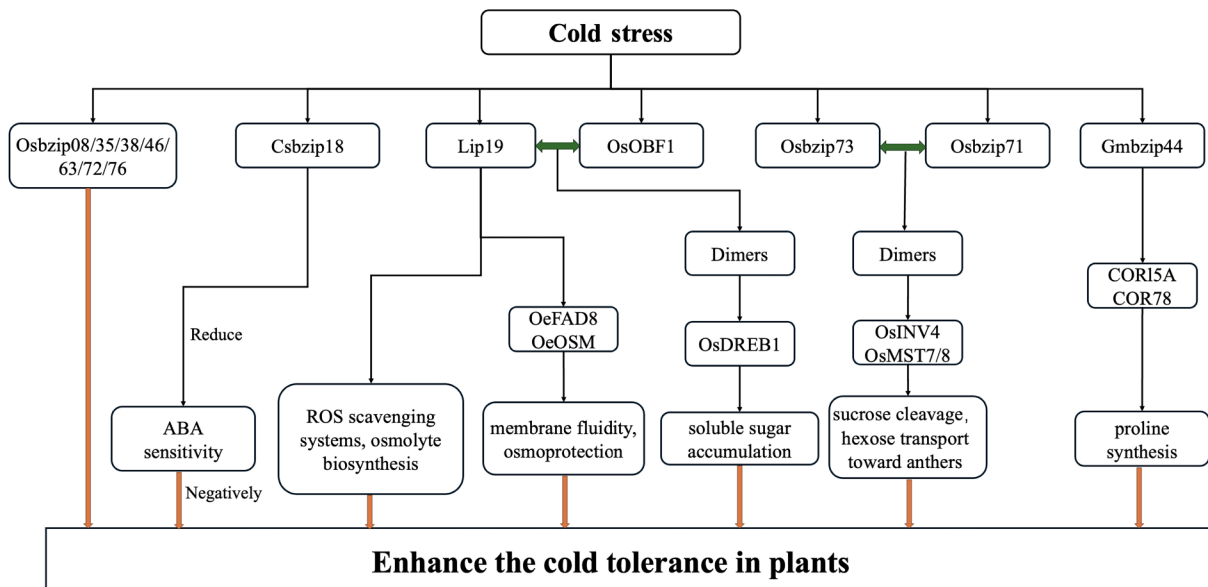 Cold stress
Osbzip08/35/38/46/
63/72/76
Csbzip18
Lip19
OsOBF1
Osbzip73
Osbzip71
Gmbzip44
Dimers
Dimers
CORl5A
COR78
Reduce
OeFAD8
OeOSM
OsDREB1
OsINV4
OsMST7/8
ABA
sensitivity
ROS scavenging
systems, osmolyte
biosynthesis
membrane fluidity,
osmoprotection
soluble sugar
accumulation
sucrose cleavage,
hexose transport
toward anthers
proline
synthesis
Negatively
Enhance the cold tolerance in plants